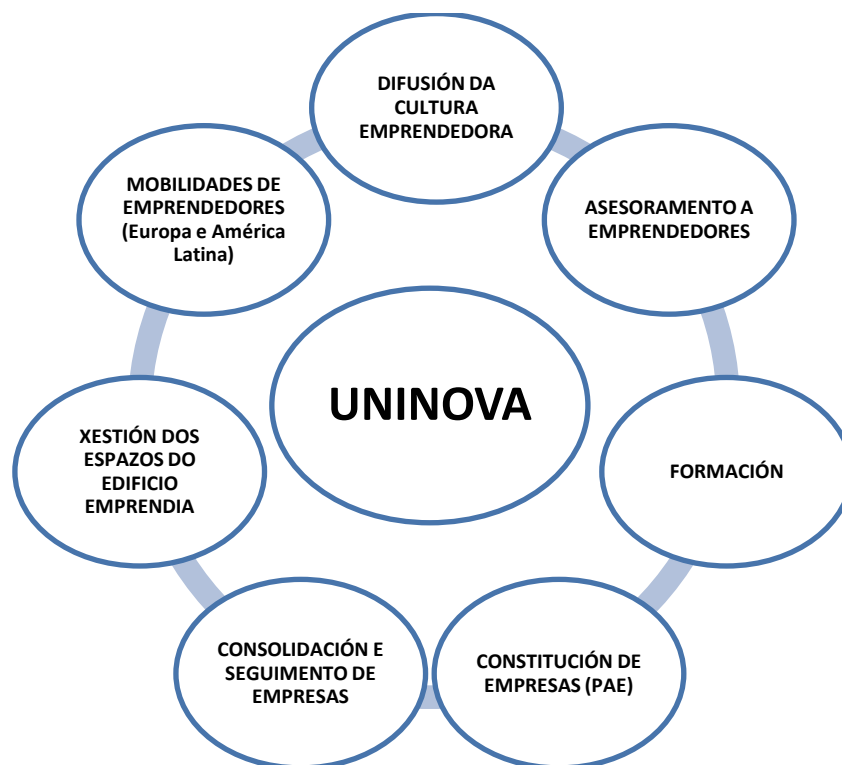 DIFUSIÓN DA
CULTURA
EMPRENDEDORA
ASESORAMENTO A
EMPRENDEDORES
FORMACIÓN
CONSTITUCIÓN DE
EMPRESAS (PAE)
CONSOLIDACIÓN E
SEGUIMENTO DE
EMPRESAS
XESTIÓN DOS
ESPAZOS DO
EDIFICIO
EMPRENDIA
MOBILIDADES DE
EMPRENDEDORES
(Europa e América
Latina)
UNINOVA